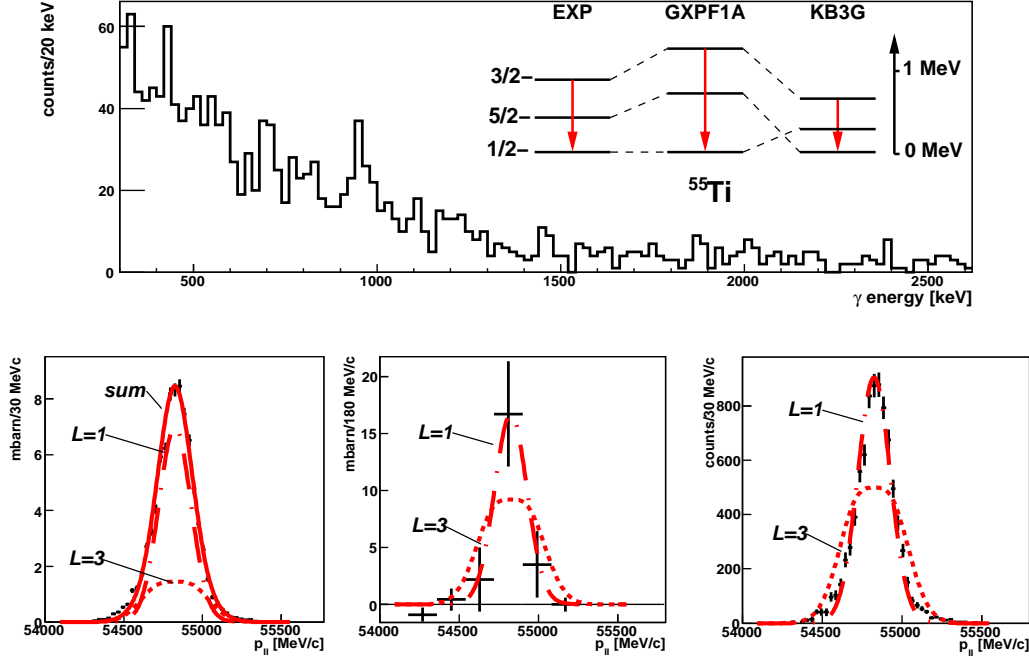 EXP GXPF1A KB3G
counts/20 keV
60
40
20
0
3/2−
5/2−
1/2−
1 MeV
0 MeV
55Ti
500 1000 1500 2000 2500
γ energy [keV]
mbarn/30 MeV/c
8
6
4
2
0
sum
L=1
L=3
54000 54500 55000 55500
p|| [MeV/c]
mbarn/180 MeV/c
20
15
10
5
0
L=1
L=3
54000 54500 55000 55500
p|| [MeV/c]
counts/30 MeV/c
800
600
400
200
0
L=1
L=3
54000 54500 55000 55500
p|| [MeV/c]